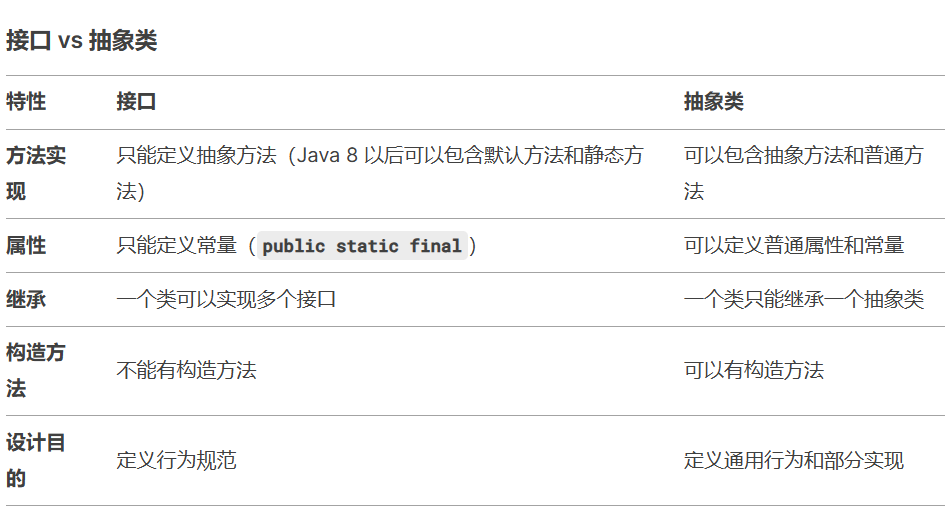 接口 vs 抽象类
特性 接口 抽象类
方法实现 只能定义抽象方法（Java 8 以后可以包含默认方法和静态方法） 可以包含抽象方法和普通方法
属性 只能定义常量（public static final） 可以定义普通属性和常量
继承 一个类可以实现多个接口 一个类只能继承一个抽象类
构造方法 不能有构造方法 可以有构造方法
设计目的 定义行为规范 定义通用行为和部分实现